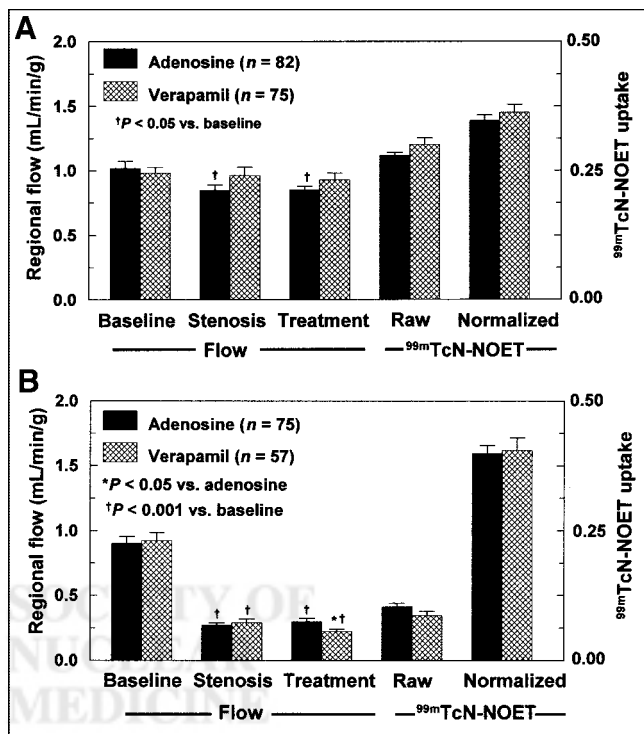 A
2.0
1.5
1.0
0.5
0.0
Regional flow (mL/min/g)
Adenosine (n = 82)
Verapamil (n = 75)
†P < 0.05 vs. baseline
† †
0.50
0.25
0.00
99mTcN-NOET uptake
Baseline Stenosis Treatment Raw Normalized
Flow 99mTcN-NOET
B
2.0
1.5
1.0
0.5
0.0
Regional flow (mL/min/g)
Adenosine (n = 75)
Verapamil (n = 57)
*P < 0.05 vs. adenosine
†P < 0.001 vs. baseline
† † † *†
0.50
0.25
0.00
99mTcN-NOET uptake
SOCIETY OF
NUCLEAR
MEDICINE
Baseline Stenosis Treatment Raw Normalized
Flow 99mTcN-NOET